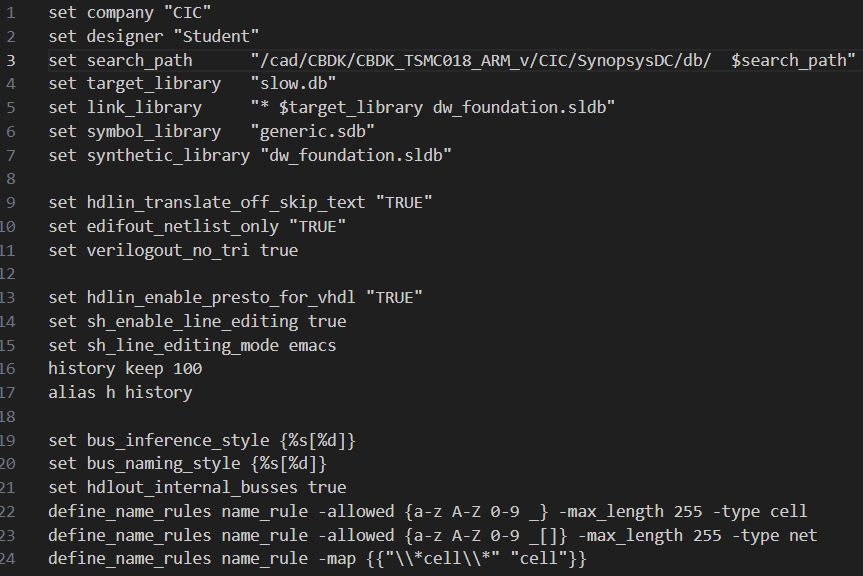 1 set company "CIC"
2 set designer "Student"
3 set search_path      "/cad/CBDK/CBDK_TSMC018_ARM_v/CIC/SynopsysDC/db/  $search_path"
4 set target_library   "slow.db"
5 set link_library     "* $target_library dw_foundation.sldb"
6 set symbol_library   "generic.sdb"
7 set synthetic_library "dw_foundation.sldb"
8
9 set hdlin_translate_off_skip_text "TRUE"
10 set edifout_netlist_only "TRUE"
11 set verilogout_no_tri true
12
13 set hdlin_enable_presto_for_vhdl "TRUE"
14 set sh_enable_line_editing true
15 set sh_line_editing_mode emacs
16 history keep 100
17 alias h history
18
19 set bus_inference_style {%s[%d]}
20 set bus_naming_style {%s[%d]}
21 set hdlout_internal_busses true
22 define_name_rules name_rule -allowed {a-z A-Z 0-9 _} -max_length 255 -type cell
23 define_name_rules name_rule -allowed {a-z A-Z 0-9 _[]} -max_length 255 -type net
24 define_name_rules name_rule -map {{"\\*cell\\*" "cell"}}